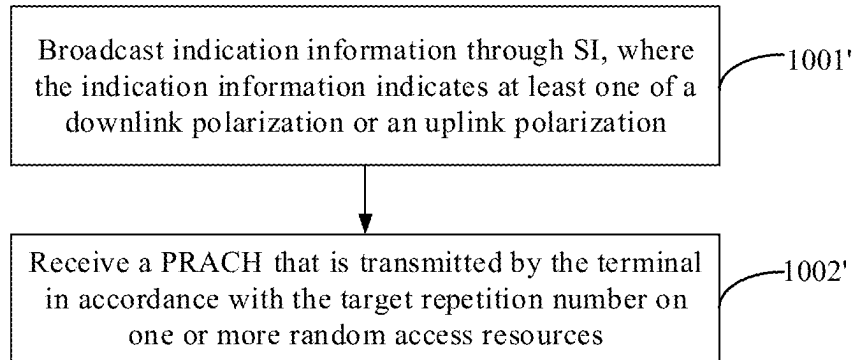 Broadcast indication information through SI, where
the indication information indicates at least one of a
downlink polarization or an uplink polarization
1001'
Receive a PRACH that is transmitted by the terminal
in accordance with the target repetition number on
one or more random access resources
1002'